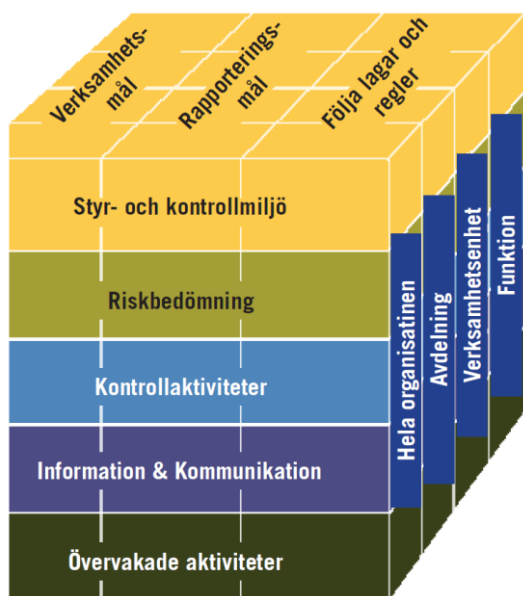 Verksamhets-
mål
Rapporterings-
mål
Följa lagar och
regler
Styr- och kontrollmiljö
Riskbedömning
Kontrollaktiviteter
Information & Kommunikation
Övervakade aktiviteter
Hela organisatinen
Avdelning
Verksamhetsenhet
Funktion